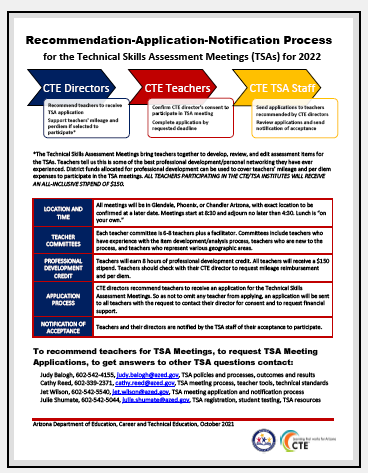 Recommendation-Application-Notification Process
for the Technical Skills Assessment Meetings (TSAs) for 2022
CTE Directors
CTE Teachers
CTE TSA Staff
Recommend teachers to receive
TSA application
Support teachers' mileage and
perdiem if selected to
participate*
Confirm CTE director's consent to
participate in TSA meeting
Complete application by
requested deadline
Send applications to teachers
recommended by CTE directors
Review applications and send
notification of acceptance
*The Technical Skills Assessment Meetings bring teachers together to develop, review, and edit assessment items for
the TSAs. Teachers tell us this is some of the best professional development/personal networking they have ever
experienced. District funds allocated for professional development can be used to cover teachers' mileage and per diem
expenses to participate in the TSA meetings. ALL TEACHERS PARTICIPATING IN THE CTE/TSA INSTITUTES WILL RECEIVE
AN ALL-INCLUSIVE STIPEND OF $150.
LOCATION AND
TIME
All meetings will be in Glendale, Phoenix, or Chandler Arizona, with exact location to be
confirmed at a later date. Meetings start at 8:30 and adjourn no later than 4:30. Lunch is "on
your own."
TEACHER
COMMITTEES
Each teacher committee is 6-8 teachers plus a facilitator. Committees include teachers who
have experience with the item development/analysis process, teachers who are new to the
process, and teachers who represent various geographic areas.
PROFESSIONAL
DEVELOPMENT
CREDIT
Teachers will earn 8 hours of professional development credit. All teachers will receive a $150
stipend. Teachers should check with their CTE director to request mileage reimbursement
and per diem.
APPLICATION
PROCESS
CTE directors recommend teachers to receive an application for the Technical Skills
Assessment Meetings. So as not to omit any teacher from applying, an application will be sent
to all teachers with the request to contact their director for consent and to request financial
support.
NOTIFICATION OF
ACCEPTANCE
Teachers and their directors are notified by the TSA staff of their acceptance to participate.
To recommend teachers for TSA Meetings, to request TSA Meeting
Applications, to get answers to other TSA questions contact:
Judy Balogh, 602-542-4155, judy.balogh@azed.gov, TSA policies and processes, outcomes and results
Cathy Reed, 602-339-2371, cathy.reed@azed.gov, TSA meeting process, teacher tools, technical standards
Jet Wilson, 602-542-5540, jet.wilson@azed.gov, TSA meeting application and notification process
Julie Shumate, 602-542-5044, julie.shumate@azed.gov, TSA registration, student testing, TSA resources
Arizona Department of Education, Career and Technical Education, October 2021
CTE